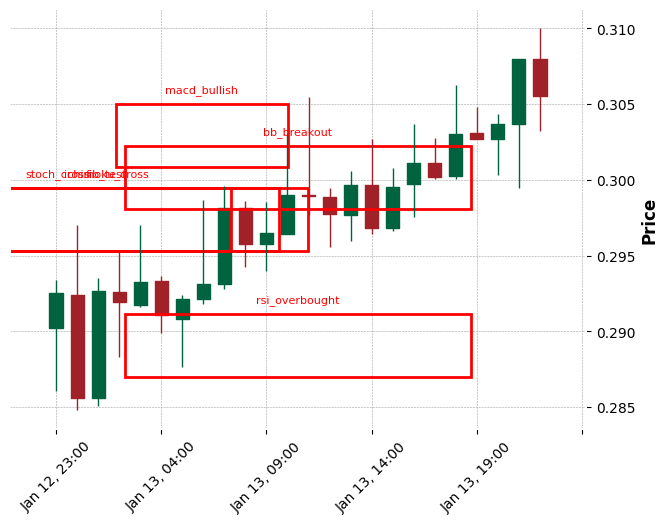 0.310
macd_bullish
0.305
bb_breakout
0.300
0.295
Price
rsi_overbought
0.290
0.285
Jan 12, 23:00
Jan 13, 04:00
Jan 13, 09:00
Jan 13, 14:00
Jan 13, 19:00